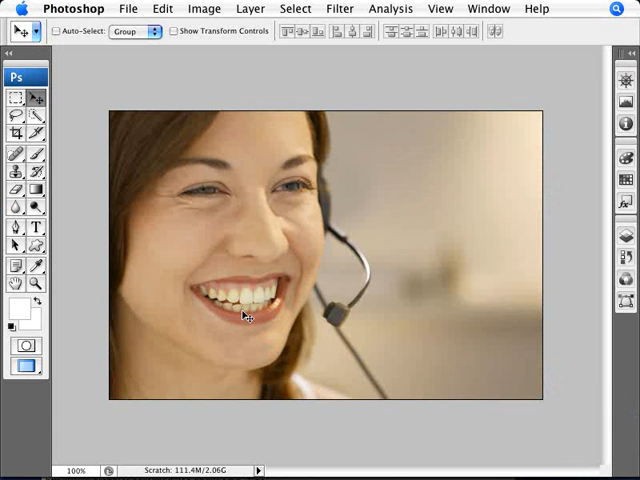 Photoshop File Edit Image Layer Select Filter Analysis View Window Help
Auto-Select: Group Show Transform Controls
Ps
T
100% Scratch: 111.4M/2.06G